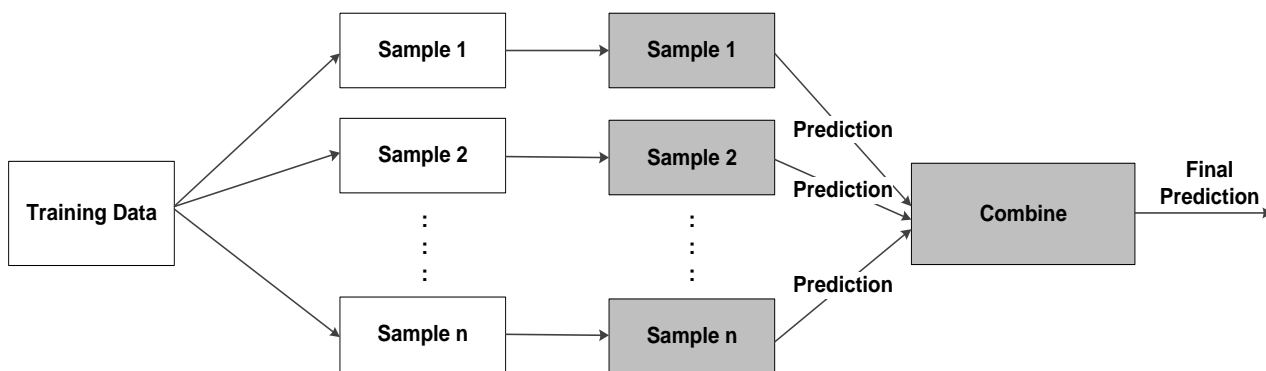 Training Data
Sample 1
Sample 2
:
:
:
Sample n
Sample 1
Sample 2
:
:
:
Sample n
Prediction
Prediction
Prediction
Combine
Final
Prediction